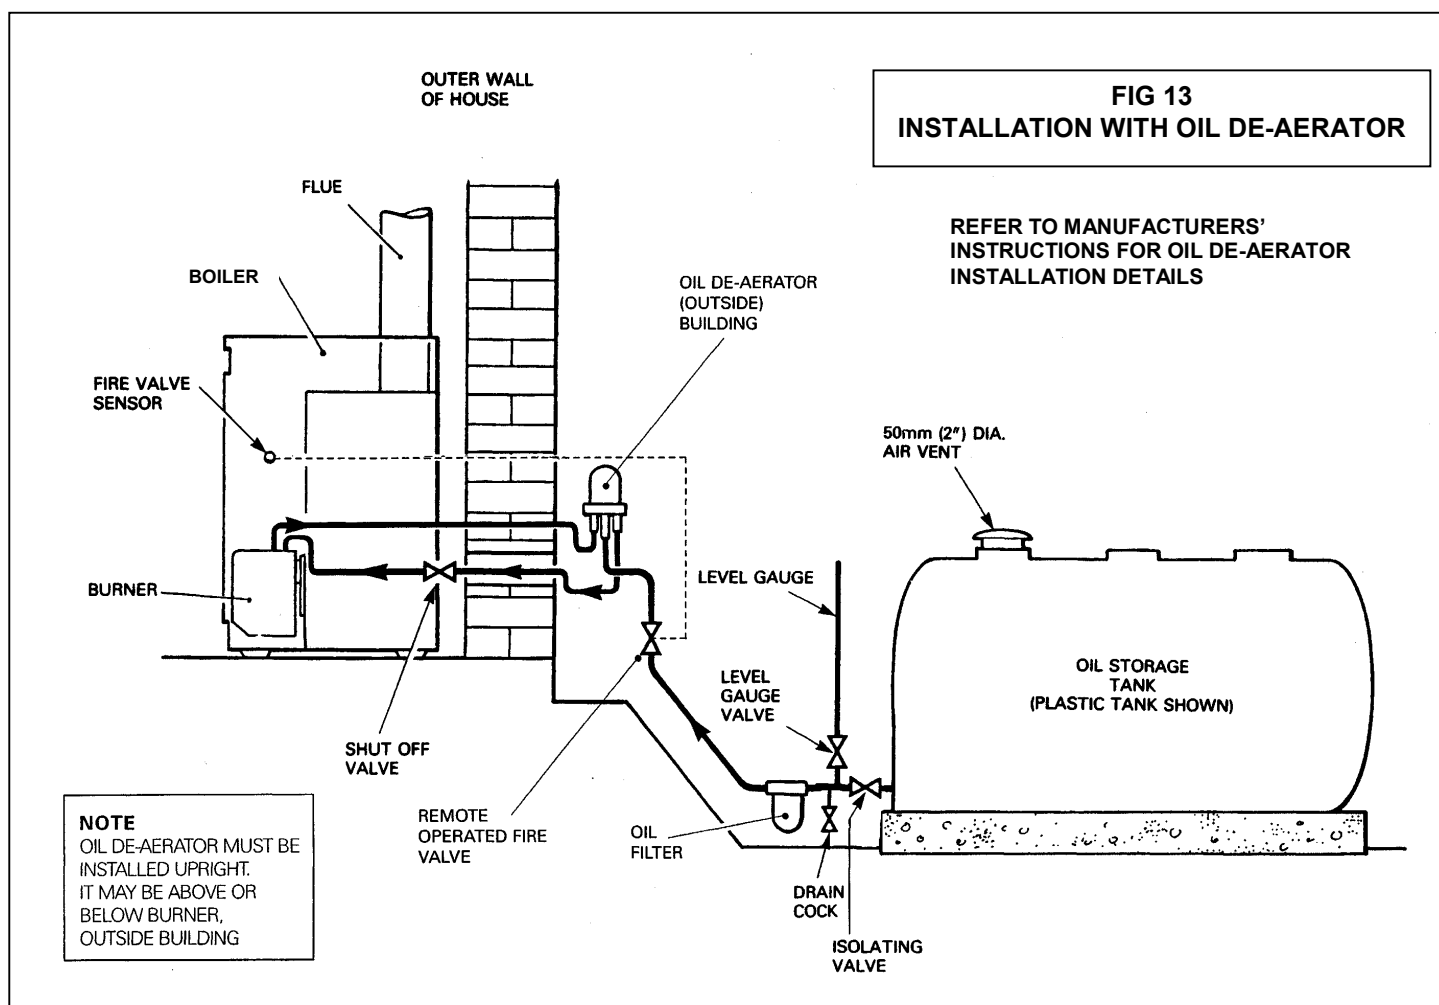 OUTER WALL
OF HOUSE
FIG 13
INSTALLATION WITH OIL DE-AERATOR
FLUE
REFER TO MANUFACTURERS’
INSTRUCTIONS FOR OIL DE-AERATOR
INSTALLATION DETAILS
BOILER
OIL DE-AERATOR
(OUTSIDE)
BUILDING
FIRE VALVE
SENSOR
50mm (2") DIA.
AIR VENT
BURNER
LEVEL GAUGE
OIL STORAGE
TANK
(PLASTIC TANK SHOWN)
LEVEL
GAUGE
VALVE
SHUT OFF
VALVE
REMOTE
OPERATED FIRE
VALVE
OIL
FILTER
DRAIN
COCK
ISOLATING
VALVE
NOTE
OIL DE-AERATOR MUST BE
INSTALLED UPRIGHT.
IT MAY BE ABOVE OR
BELOW BURNER,
OUTSIDE BUILDING